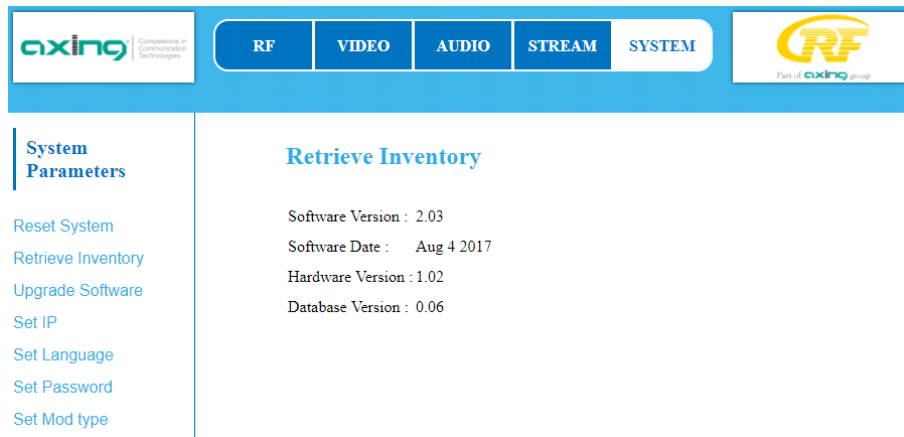 axing
Competence in
Communication
Technologies
RF
VIDEO
AUDIO
STREAM
SYSTEM
RF
Part of axing group
System
Parameters
Reset System
Retrieve Inventory
Upgrade Software
Set IP
Set Language
Set Password
Set Mod type
Retrieve Inventory
Software Version : 2.03
Software Date : Aug 4 2017
Hardware Version : 1.02
Database Version : 0.06